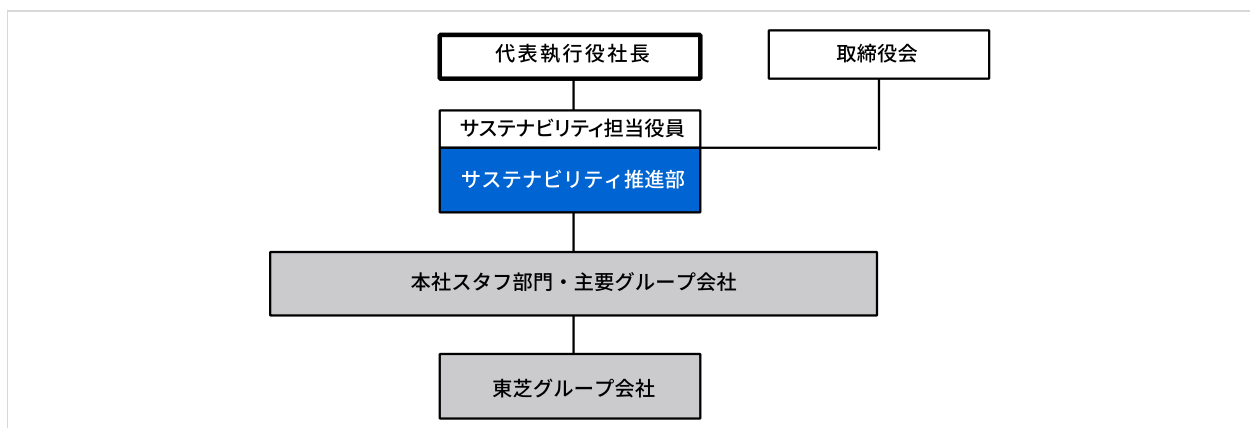 代表執行役社長
取締役会
サステナビリティ担当役員
サステナビリティ推進部
本社スタフ部門・主要グループ会社
東芝グループ会社